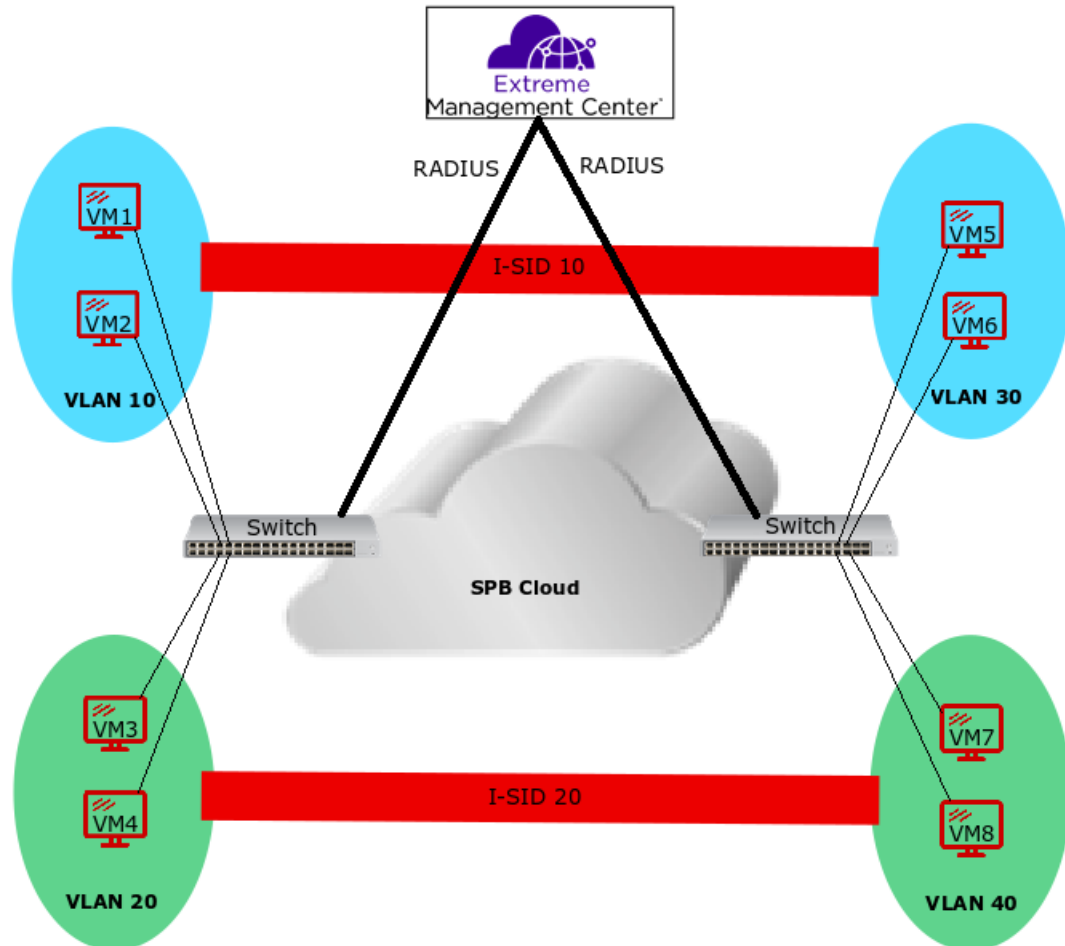 Extreme
Management Center
RADIUS
RADIUS
VM1
VM5
I-SID 10
VM2
VM6
VLAN 10
VLAN 30
Switch
Switch
SPB Cloud
VM3
VM7
I-SID 20
VM4
VM8
VLAN 20
VLAN 40